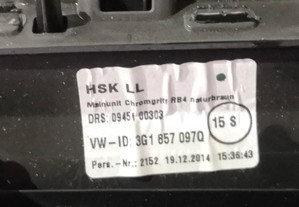 HSK LL
Mainunit Chromgriff RB4 naturbraun
DRS: 09451-00303
15 S
VW-ID: 3G1 857 097Q
Pers.-Nr.: 2152 19.12.2014 15:36:43